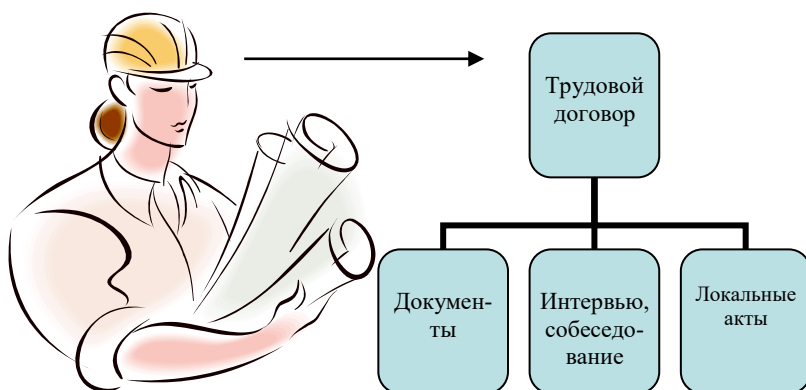 Трудовой
договор
Докумен-
ты
Интервью,
собеседо-
вание
Локальные
акты